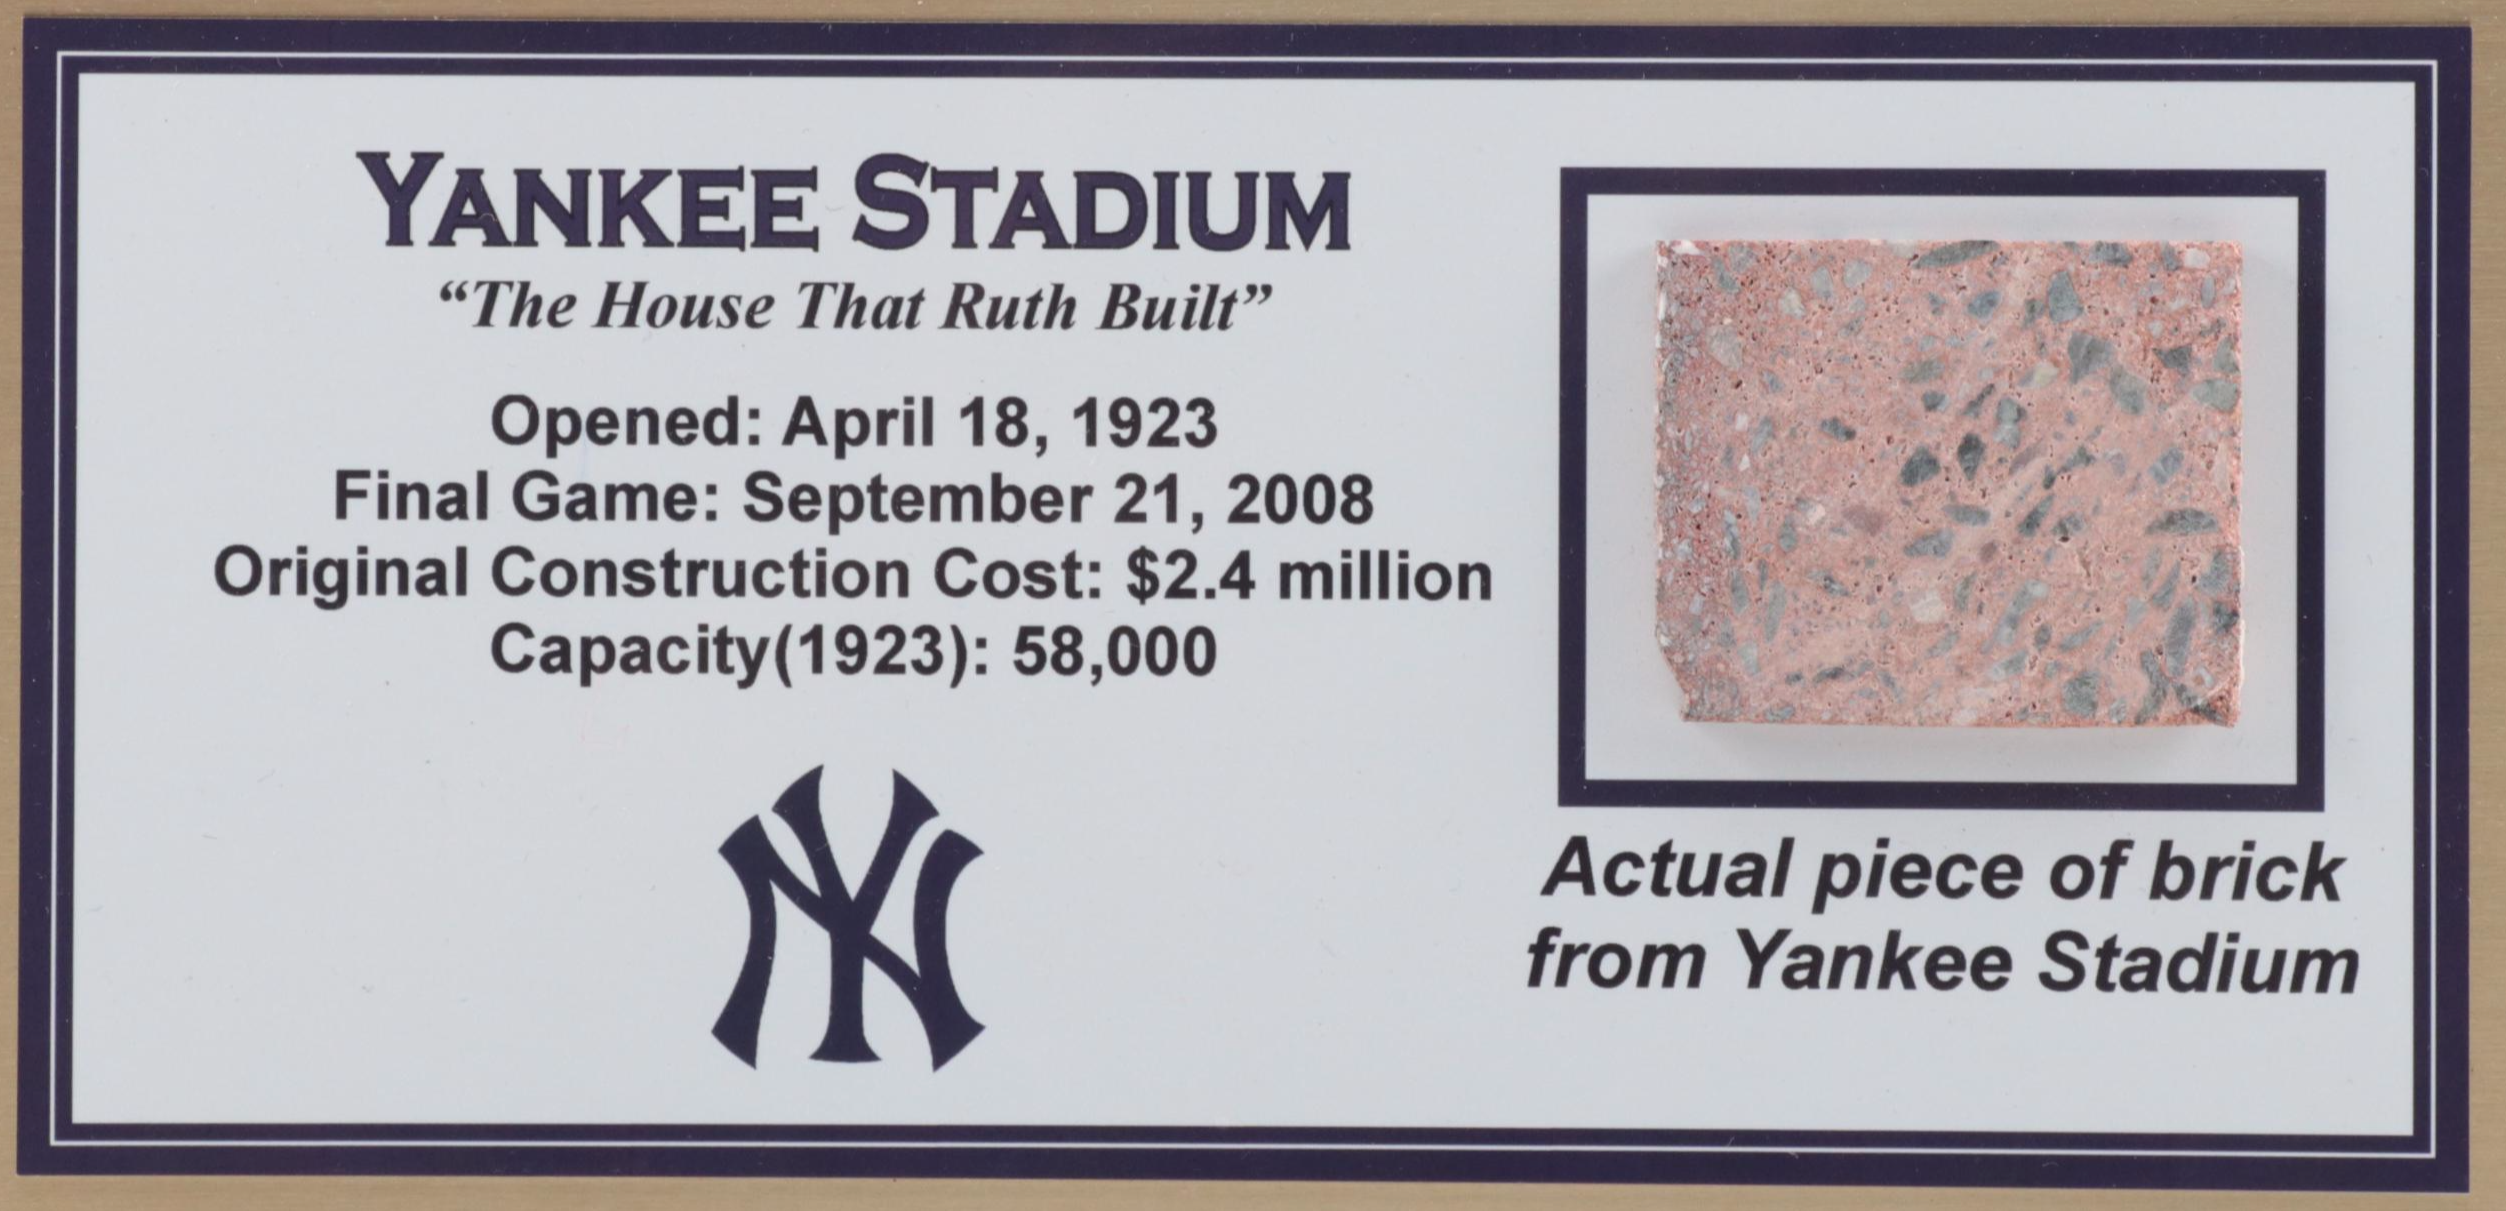 YANKEE STADIUM
“The House That Ruth Built”
Opened: April 18, 1923
Final Game: September 21, 2008
Original Construction Cost: $2.4 million
Capacity(1923): 58,000
NY
Actual piece of brick
from Yankee Stadium